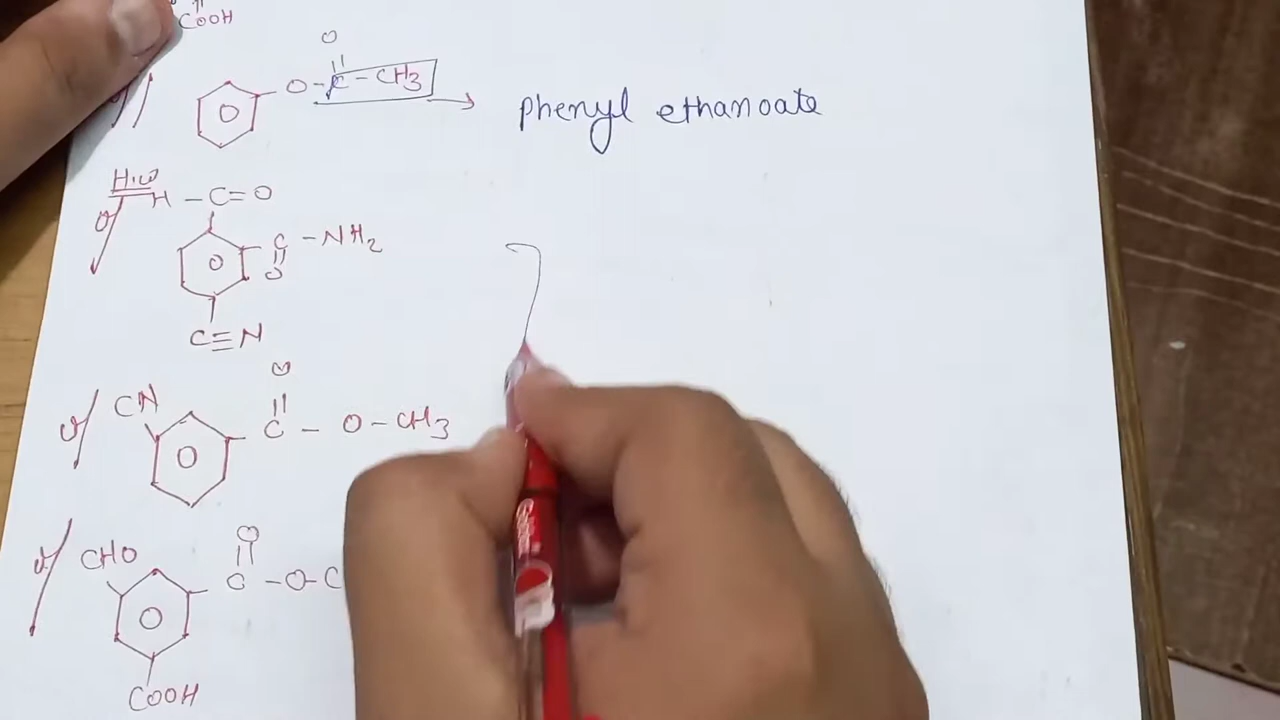 COOH
O
O - C - CH3 → Phenyl ethanoate
H.W
H - C = O
C - NH2
O
C≡N
O
CN
C - O - CH3
O
CHO
C - O - C
COOH